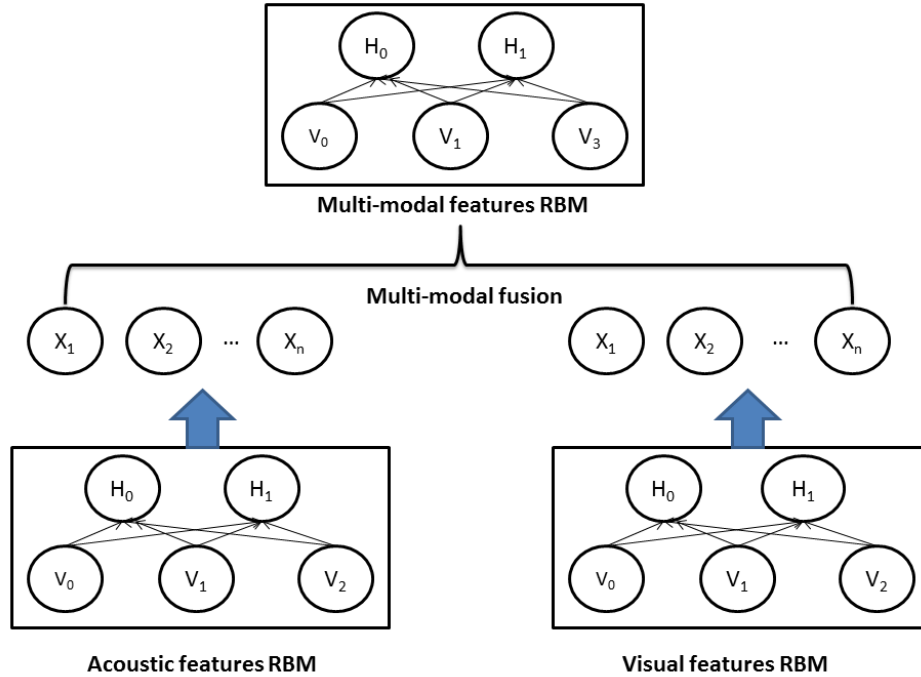 H₀ H₁
V₀ V₁ V₃
Multi-modal features RBM
Multi-modal fusion
X₁ X₂ ... Xₙ X₁ X₂ ... Xₙ
H₀ H₁ H₀ H₁
V₀ V₁ V₂ V₀ V₁ V₂
Acoustic features RBM Visual features RBM